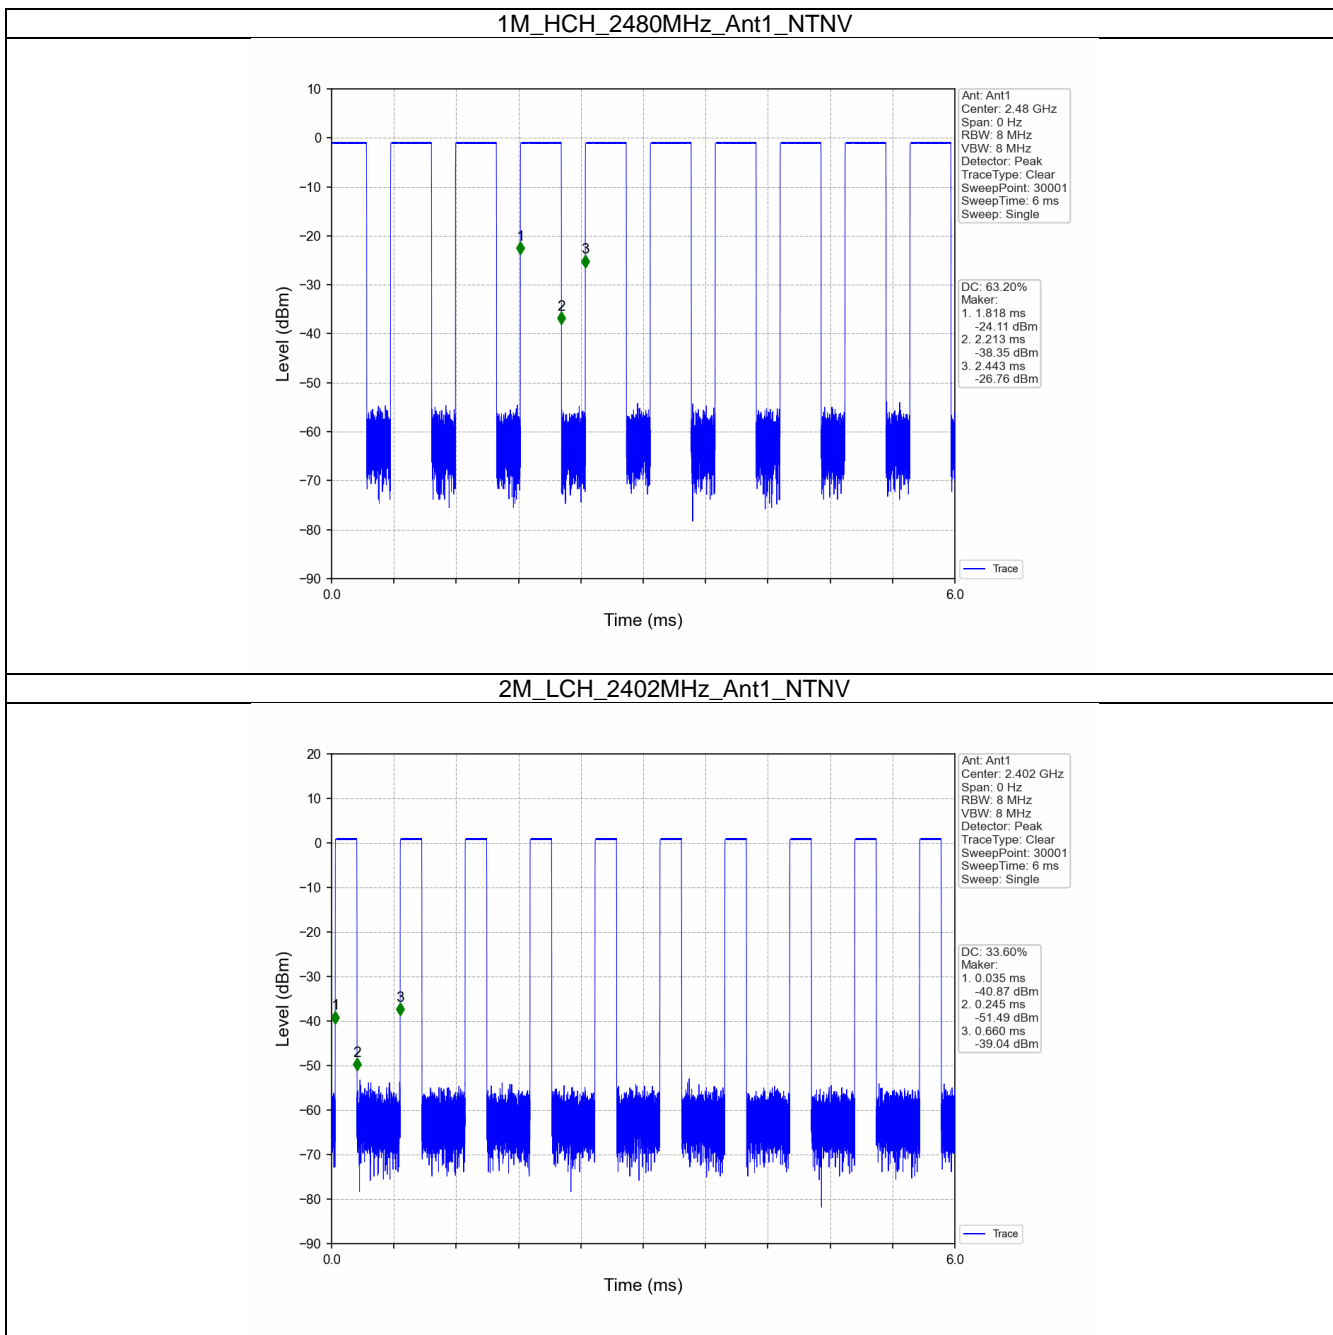 1M_HCH_2480MHz_Ant1_NTNV
10
0
−10
−20
−30
−40
−50
−60
−70
−80
−90
Level (dBm)
0.0
6.0
Time (ms)
1
2
3
Ant: Ant1
Center: 2.48 GHz
Span: 0 Hz
RBW: 8 MHz
VBW: 8 MHz
Detector: Peak
TraceType: Clear
SweepPoint: 30001
SweepTime: 6 ms
Sweep: Single
DC: 63.20%
Maker:
1. 1.818 ms
-24.11 dBm
2. 2.213 ms
-38.35 dBm
3. 2.443 ms
-26.76 dBm
Trace
2M_LCH_2402MHz_Ant1_NTNV
20
10
0
−10
−20
−30
−40
−50
−60
−70
−80
−90
Level (dBm)
0.0
6.0
Time (ms)
1
2
3
Ant: Ant1
Center: 2.402 GHz
Span: 0 Hz
RBW: 8 MHz
VBW: 8 MHz
Detector: Peak
TraceType: Clear
SweepPoint: 30001
SweepTime: 6 ms
Sweep: Single
DC: 33.60%
Maker:
1. 0.035 ms
-40.87 dBm
2. 0.245 ms
-51.49 dBm
3. 0.660 ms
-39.04 dBm
Trace